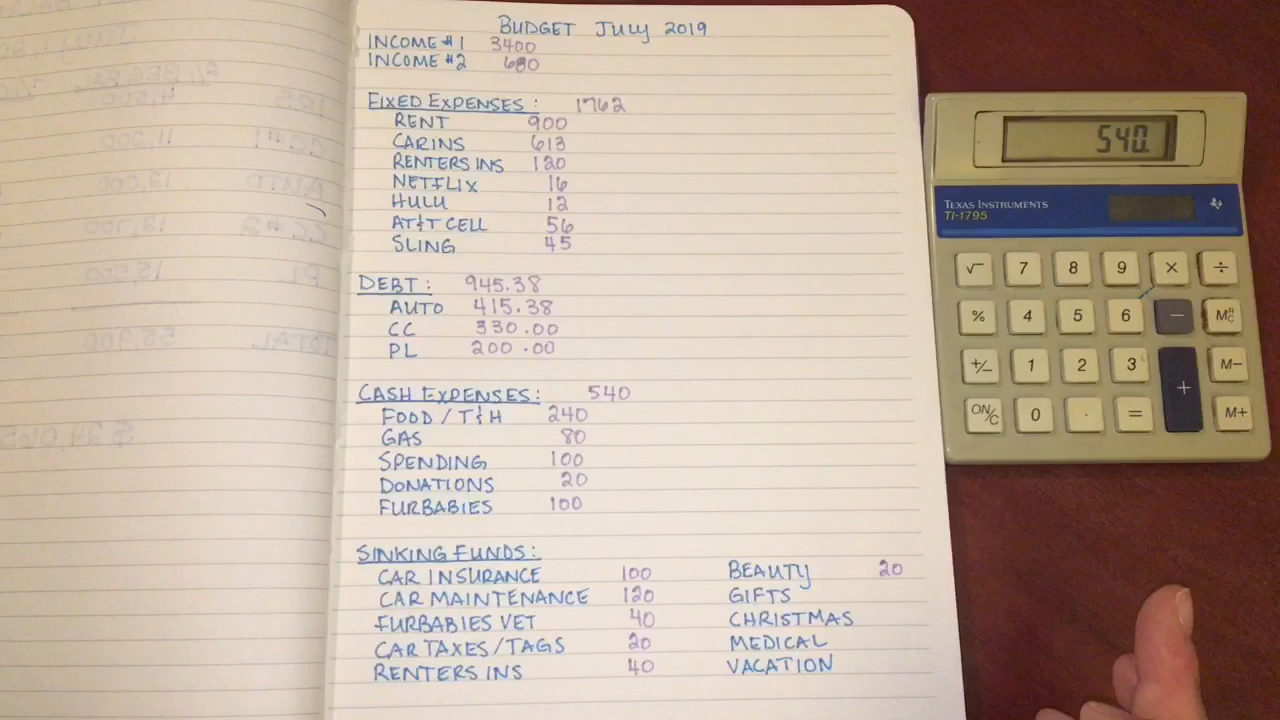 BUDGET JULY 2019
INCOME #1 3400
INCOME #2 680
FIXED EXPENSES: 1762
RENT 900
CAR INS 613
RENTERS INS 120
NETFLIX 16
HULU 12
AT&T CELL 56
SLING 45
DEBT: 945.38
AUTO 415.38
CC 330.00
PL 200.00
CASH EXPENSES: 540
FOOD / T&H 240
GAS 80
SPENDING 100
DONATIONS 20
FURBABIES 100
SINKING FUNDS:
CAR INSURANCE 100 BEAUTY 20
CAR MAINTENANCE 120 GIFTS
FURBABIES VET 40 CHRISTMAS
CAR TAXES/TAGS 20 MEDICAL
RENTERS INS 40 VACATION
540.
TEXAS INSTRUMENTS
TI-1795
√ 7 8 9 × ÷
% 4 5 6 − MR/C
+/− 1 2 3 + M−
ON/C 0 . = M+